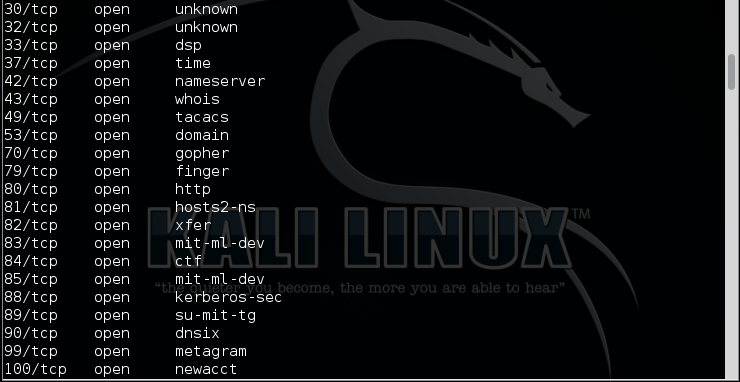 30/tcp open unknown
32/tcp open unknown
33/tcp open dsp
37/tcp open time
42/tcp open nameserver
43/tcp open whois
49/tcp open tacacs
53/tcp open domain
70/tcp open gopher
79/tcp open finger
80/tcp open http
81/tcp open hosts2-ns
82/tcp open xfer
83/tcp open mit-ml-dev
84/tcp open ctf
85/tcp open mit-ml-dev
88/tcp open kerberos-sec
89/tcp open su-mit-tg
90/tcp open dnsix
99/tcp open metagram
100/tcp open newacct
KALI LINUX™
“the quieter you become, the more you are able to hear”